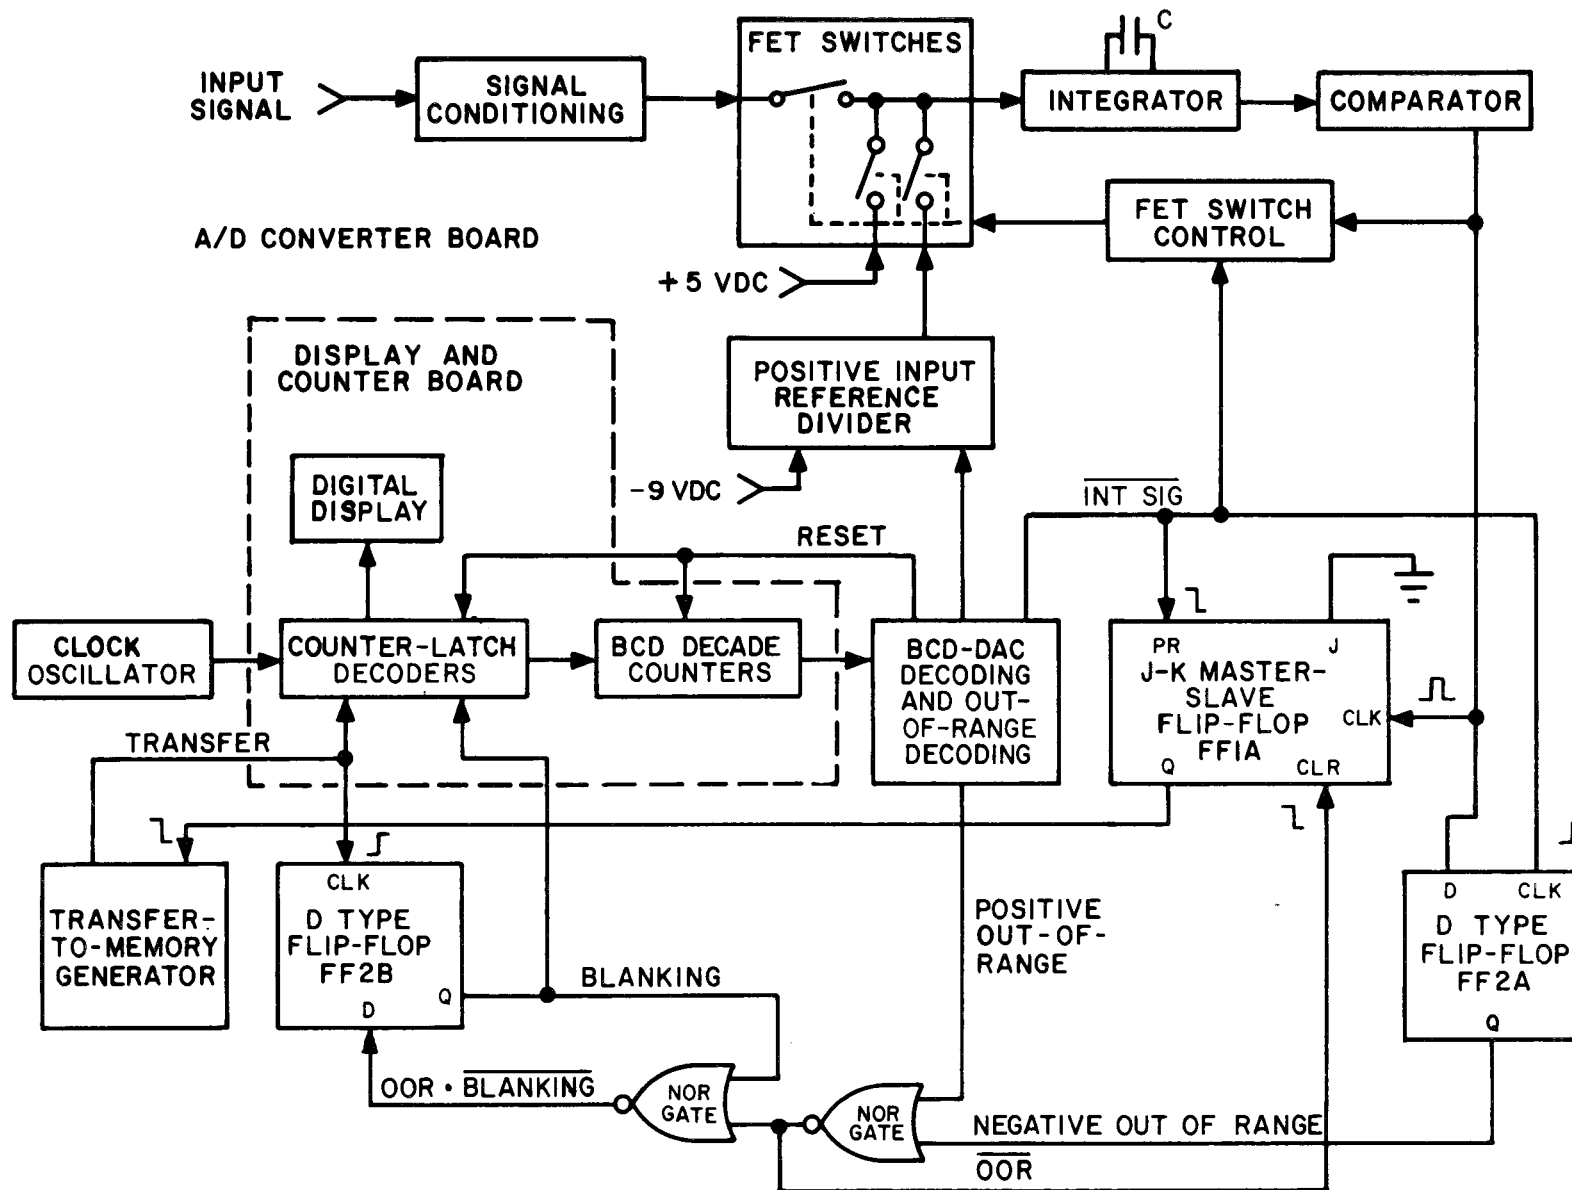 INPUT
SIGNAL
SIGNAL
CONDITIONING
FET SWITCHES
C
INTEGRATOR
COMPARATOR
FET SWITCH
CONTROL
A/D CONVERTER BOARD
+5 VDC
DISPLAY AND
COUNTER BOARD
POSITIVE INPUT
REFERENCE
DIVIDER
-9 VDC
DIGITAL
DISPLAY
INT SIG
RESET
CLOCK
OSCILLATOR
COUNTER-LATCH
DECODERS
BCD DECADE
COUNTERS
BCD-DAC
DECODING
AND OUT-
OF-RANGE
DECODING
PR
J
J-K MASTER-
SLAVE
FLIP-FLOP
FF1A
CLK
Q
CLR
TRANSFER
TRANSFER-
TO-MEMORY
GENERATOR
CLK
D TYPE
FLIP-FLOP
FF2B
Q
D
BLANKING
POSITIVE
OUT-OF-
RANGE
D
CLK
D TYPE
FLIP-FLOP
FF2A
Q
OOR • BLANKING
NOR
GATE
NOR
GATE
NEGATIVE OUT OF RANGE
OOR